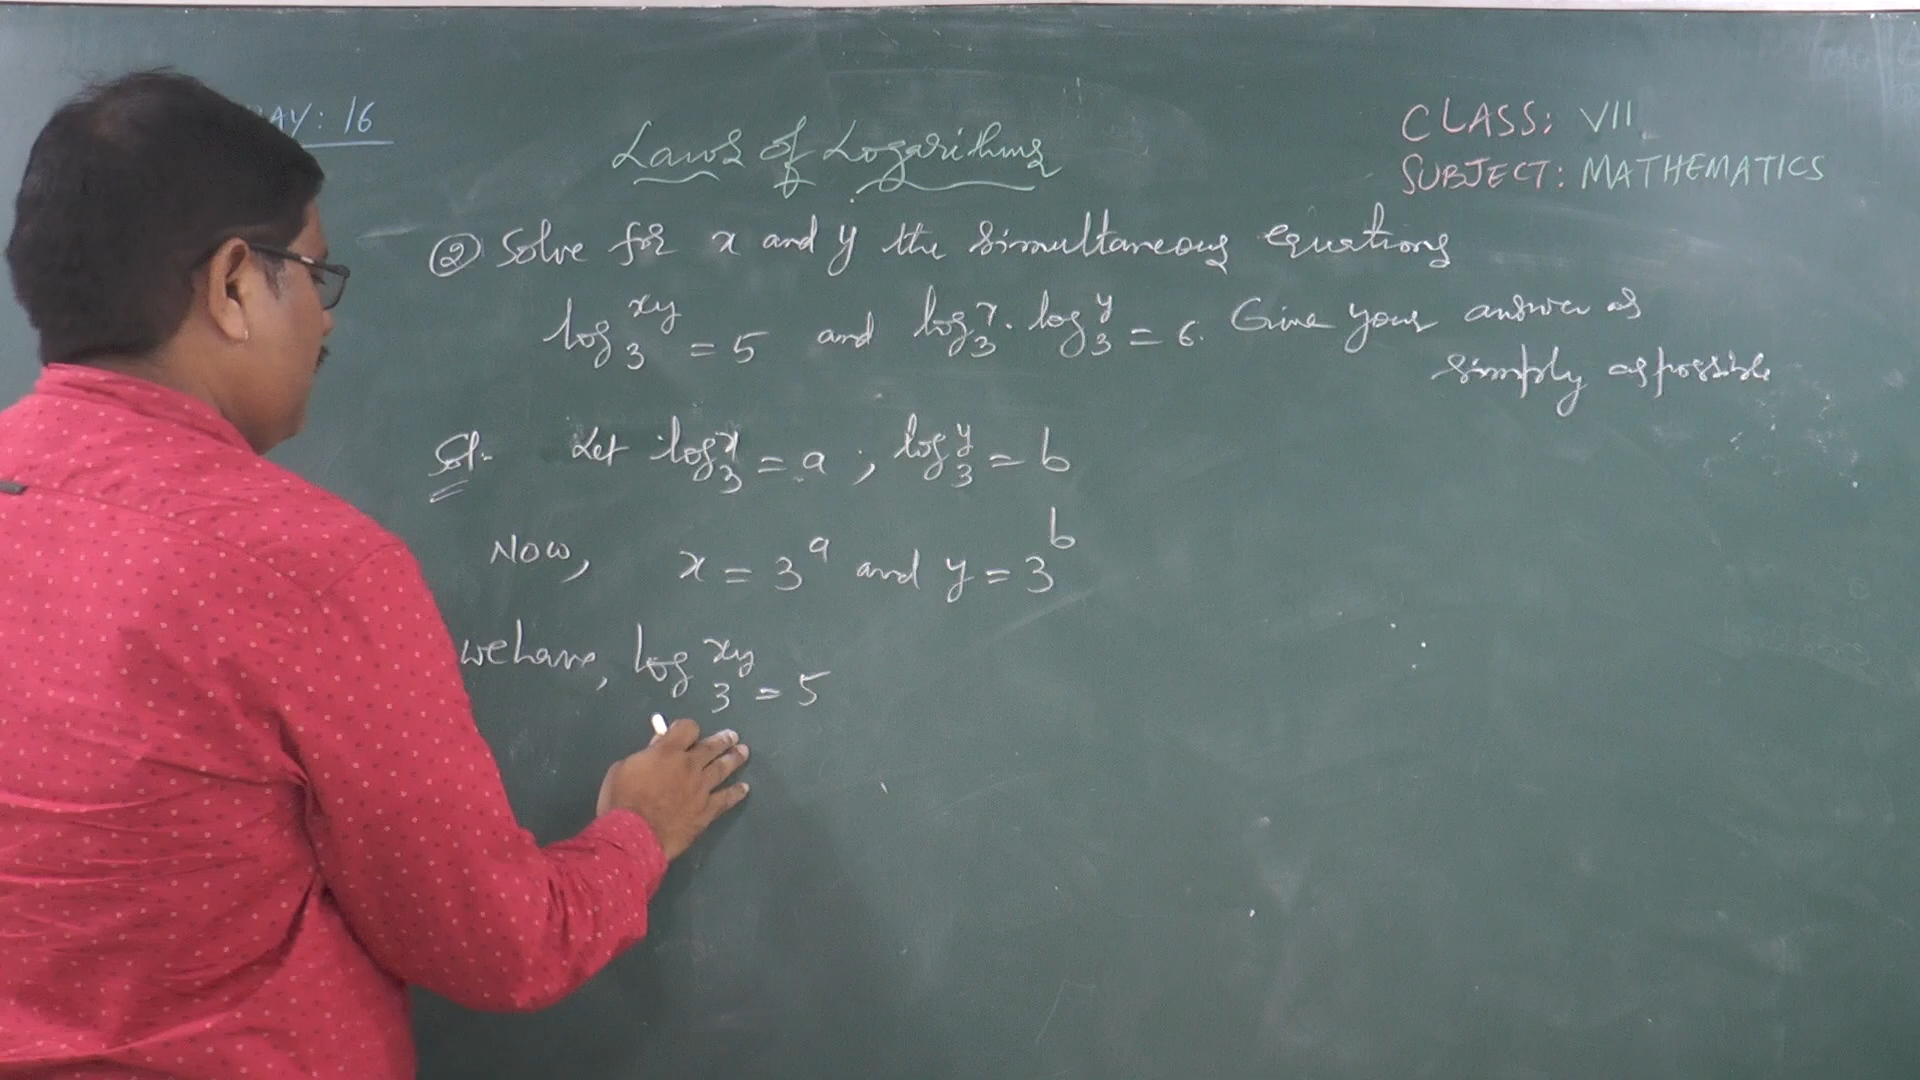 DAY: 16
Laws of Logarithms
CLASS: VII
SUBJECT: MATHEMATICS
② Solve for x and y the simultaneous equations
log₃ xy = 5 and log₃ x . log₃ y = 6. Give your answer as
simply as possible
Sol. Let log₃ x = a ; log₃ y = b
Now, x = 3ᵃ and y = 3ᵇ
we have, log₃ xy = 5